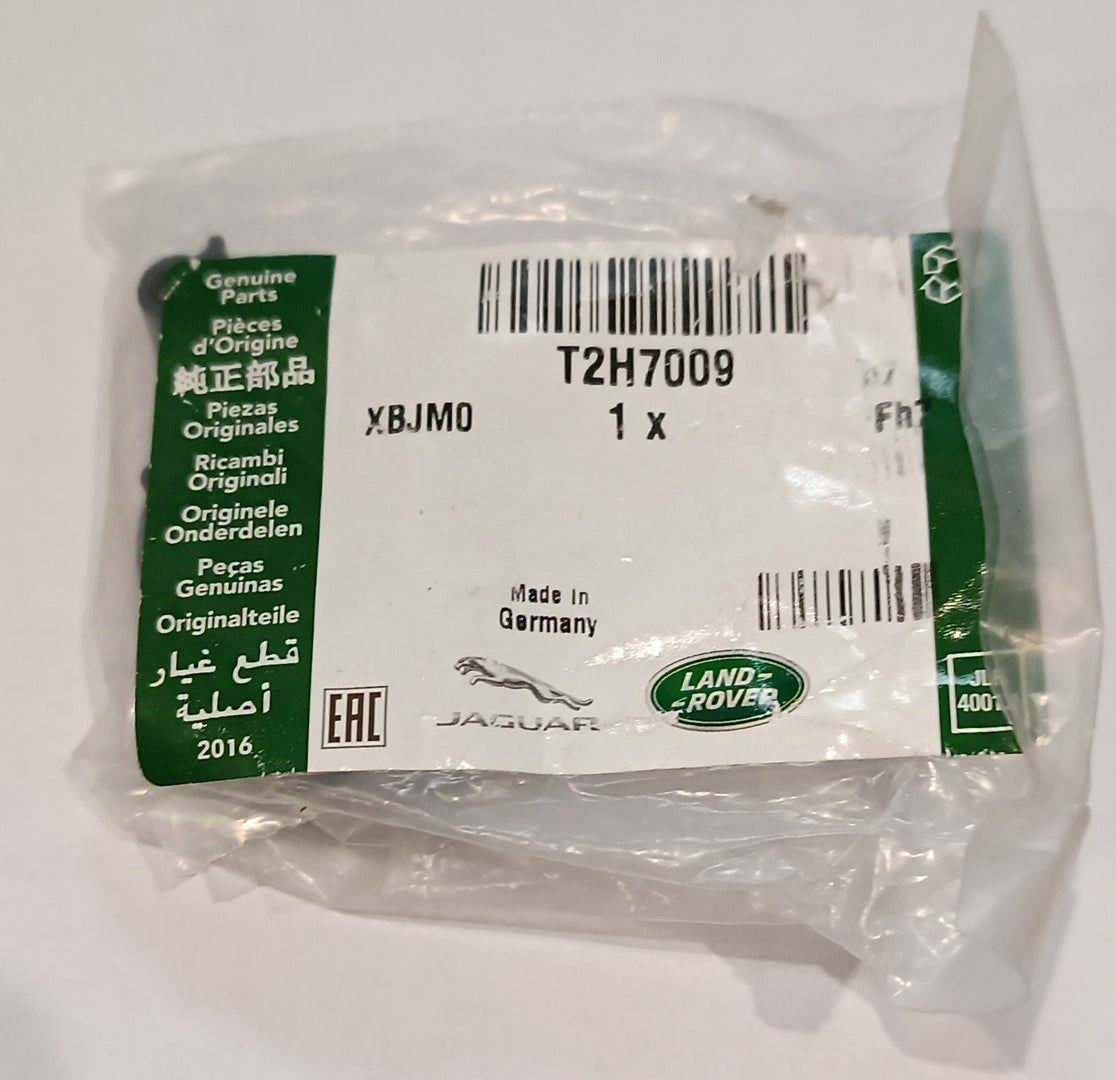 Genuine
Parts
Pièces
d'Origine
純正部品
Piezas
Originales
Ricambi
Originali
Originele
Onderdelen
Peças
Genuinas
Originalteile
قطع غيار
أصلية
2016
T2H7009
XBJM0
1 x
Made In
Germany
EAC
JAGUAR
LAND-
-ROVER